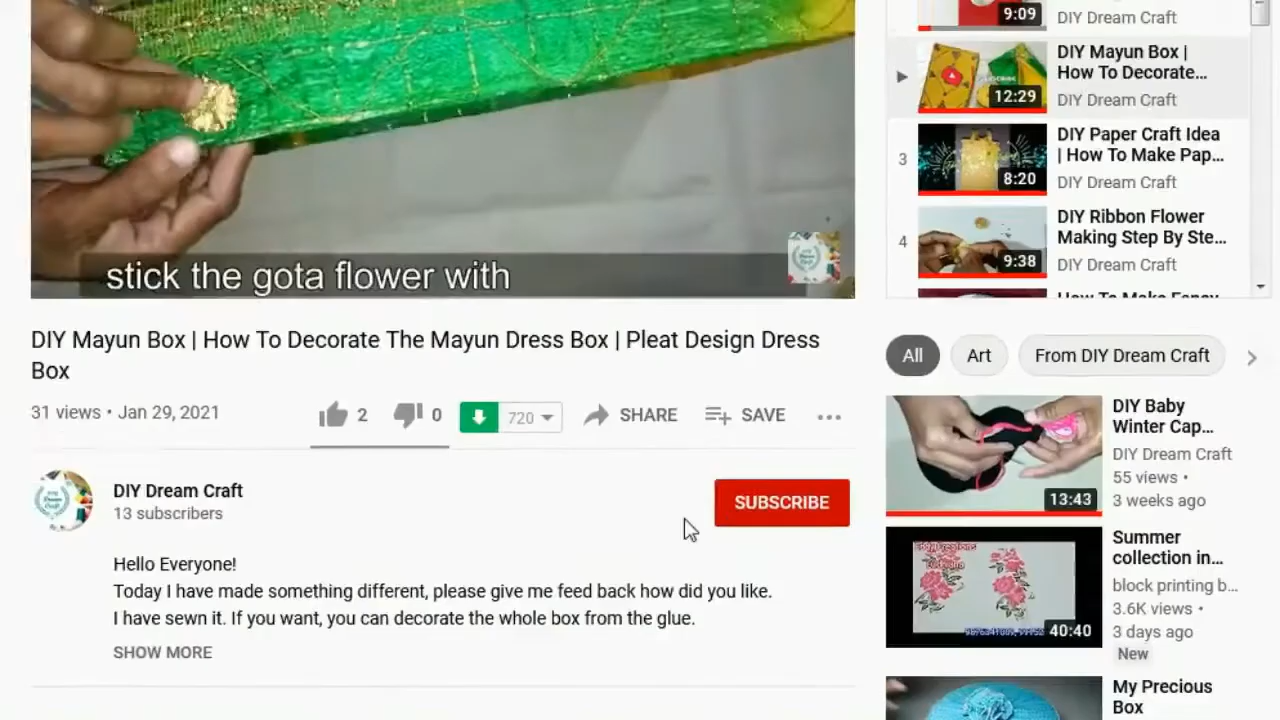 stick the gota flower with
DIY Mayun Box | How To Decorate The Mayun Dress Box | Pleat Design Dress
Box
31 views • Jan 29, 2021
2
0
720
SHARE
SAVE
DIY Dream Craft
13 subscribers
SUBSCRIBE
Hello Everyone!
Today I have made something different, please give me feed back how did you like.
I have sewn it. If you want, you can decorate the whole box from the glue.
SHOW MORE
9:09
DIY Dream Craft
12:29
DIY Mayun Box |
How To Decorate...
DIY Dream Craft
3
8:20
DIY Paper Craft Idea
| How To Make Pap...
DIY Dream Craft
4
9:38
DIY Ribbon Flower
Making Step By Ste...
DIY Dream Craft
How To Make Fancy
All
Art
From DIY Dream Craft
13:43
DIY Baby
Winter Cap...
DIY Dream Craft
55 views •
3 weeks ago
40:40
Summer
collection in...
block printing b...
3.6K views •
3 days ago
New
My Precious
Box